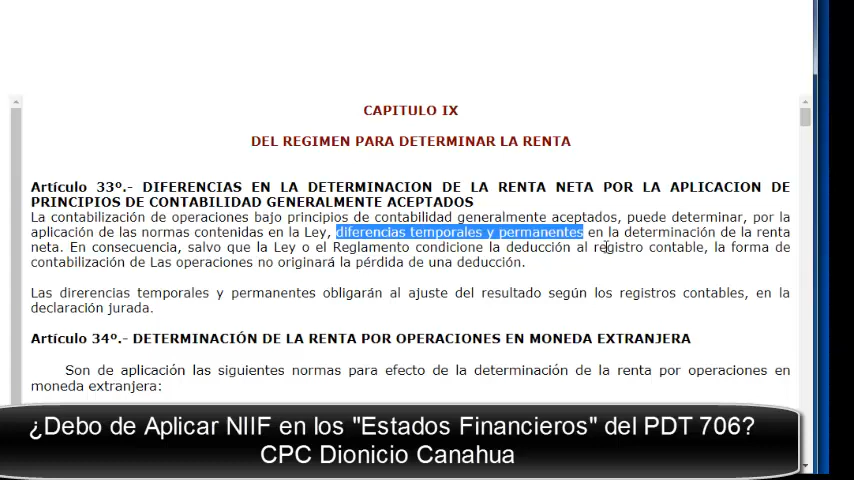 CAPITULO IX
DEL REGIMEN PARA DETERMINAR LA RENTA
Artículo 33º.- DIFERENCIAS EN LA DETERMINACION DE LA RENTA NETA POR LA APLICACION DE
PRINCIPIOS DE CONTABILIDAD GENERALMENTE ACEPTADOS
La contabilización de operaciones bajo principios de contabilidad generalmente aceptados, puede determinar, por la
aplicación de las normas contenidas en la Ley, diferencias temporales y permanentes en la determinación de la renta
neta. En consecuencia, salvo que la Ley o el Reglamento condicione la deducción al registro contable, la forma de
contabilización de Las operaciones no originará la pérdida de una deducción.
Las direrencias temporales y permanentes obligarán al ajuste del resultado según los registros contables, en la
declaración jurada.
Artículo 34º.- DETERMINACIÓN DE LA RENTA POR OPERACIONES EN MONEDA EXTRANJERA
Son de aplicación las siguientes normas para efecto de la determinación de la renta por operaciones en
moneda extranjera:
¿Debo de Aplicar NIIF en los "Estados Financieros" del PDT 706?
CPC Dionicio Canahua